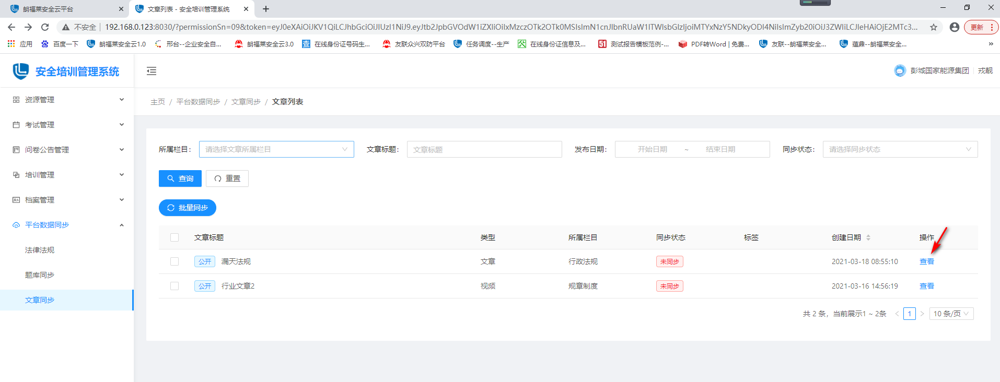 朗福莱安全云平台
文章列表 - 安全培训管理系统
不安全 192.168.0.123:8030/?permissionSn=09&token=
更新
应用 百度一下 朗福莱安全云1.0 邢台--企业安全自... 朗福莱安全云3.0 在线身份证号码生... 友联众兴双防平台 任务调度--生产 在线身份证信息及... 测试报告模板范例-... PDF转Word | 免费... 友联--朗福莱安全... 蕴鼎--朗福莱安全...
安全培训管理系统
彭城国家能源集团 戎靓
资源管理
考试管理
问卷公告管理
培训管理
档案管理
平台数据同步
法律法规
题库同步
文章同步
主页 / 平台数据同步 / 文章同步 / 文章列表
所属栏目: 请选择文章所属栏目 文章标题: 文章标题 发布日期: 开始日期 ~ 结束日期 同步状态: 请选择同步状态
查询 重置
批量同步
文章标题 类型 所属栏目 同步状态 标签 创建日期 操作
公开 漏天法规 文章 行政法规 未同步 2021-03-18 08:55:10 查看
公开 行业文章2 视频 规章制度 未同步 2021-03-16 14:56:19 查看
共 2 条，当前展示1 ~ 2条 < 1 > 10 条/页